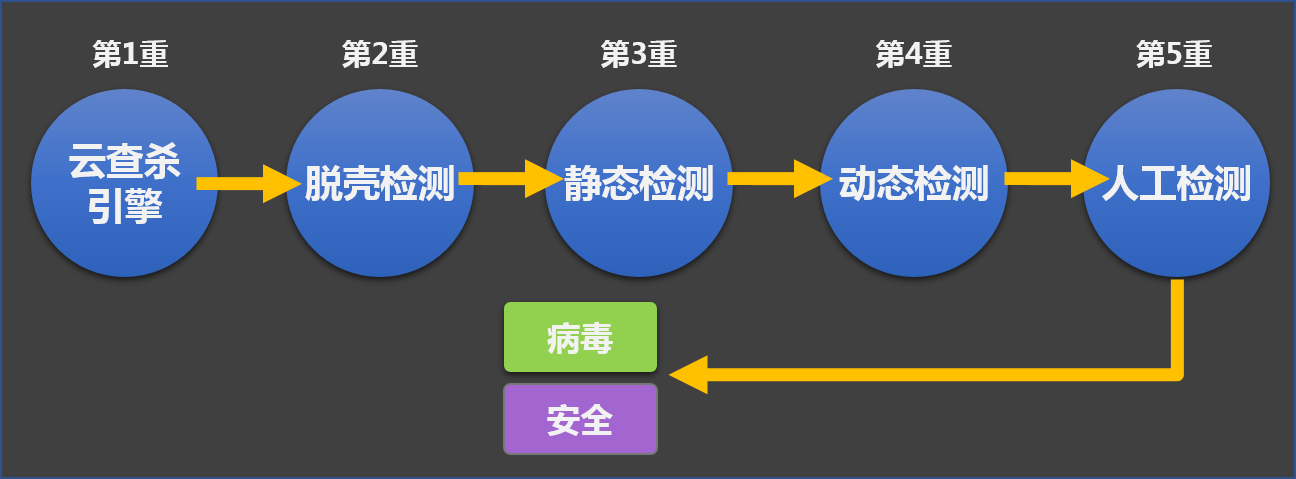 第1重
第2重
第3重
第4重
第5重
云查杀
引擎
脱壳检测
静态检测
动态检测
人工检测
病毒
安全